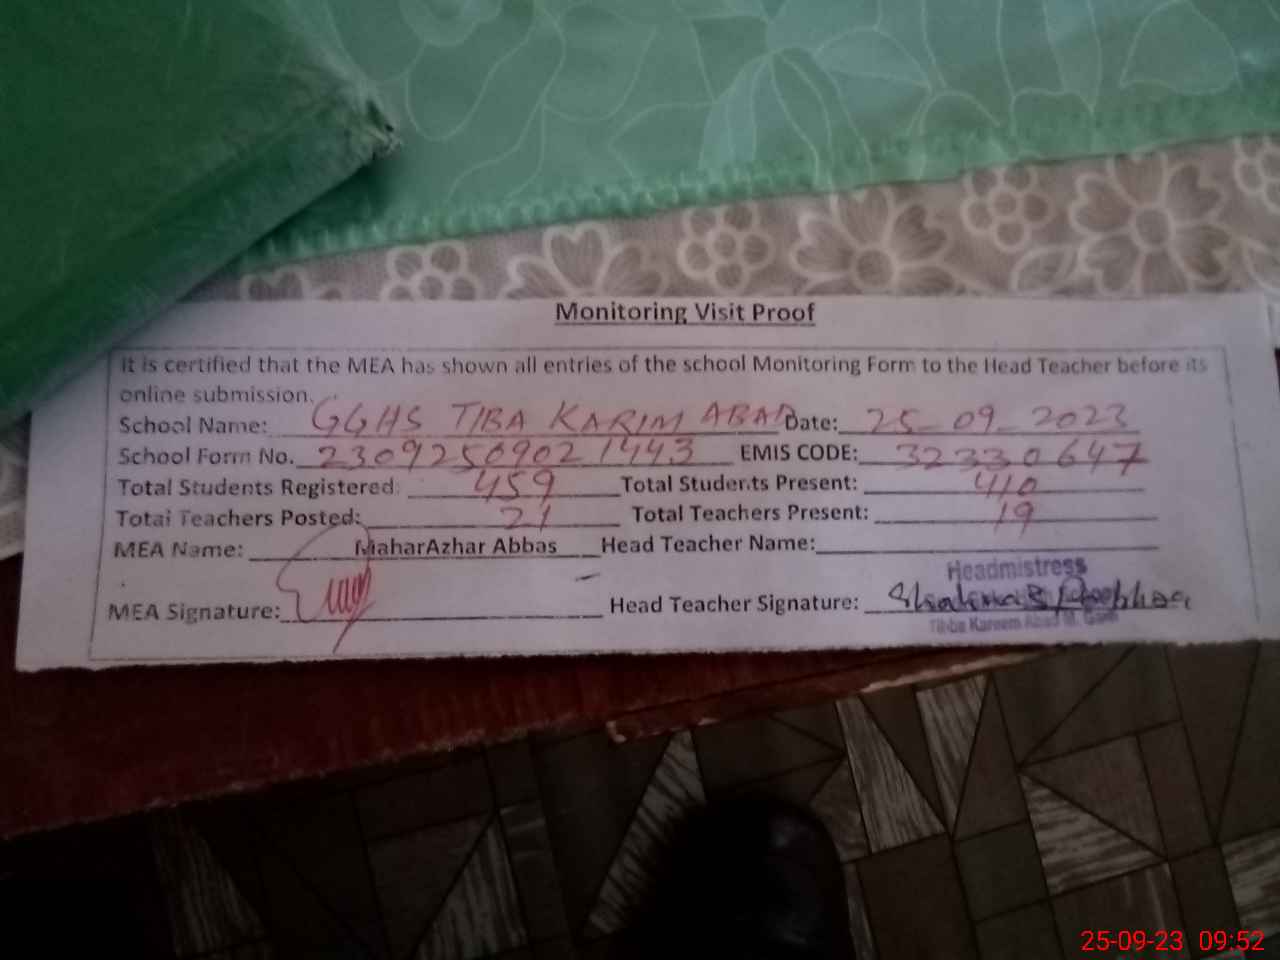 Monitoring Visit Proof
It is certified that the MEA has shown all entries of the school Monitoring Form to the Head Teacher before its
online submission.
School Name: GGHS TIBA KARIM ABAD Date: 25-09-2023
School Form No. 23092509021443 EMIS CODE: 32330647
Total Students Registered: 459 Total Students Present: 410
Total Teachers Posted: 21 Total Teachers Present: 19
MEA Name: MaharAzhar Abbas Head Teacher Name:
Headmistress
MEA Signature: Head Teacher Signature:
Tibba Kareem Abad M. Garh
25-09-23 09:52